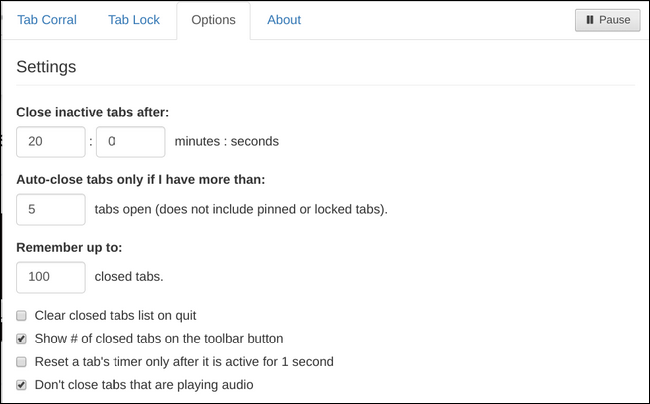 Tab Corral Tab Lock Options About Pause
Settings
Close inactive tabs after:
20 : 0 minutes : seconds
Auto-close tabs only if I have more than:
5 tabs open (does not include pinned or locked tabs).
Remember up to:
100 closed tabs.
Clear closed tabs list on quit
Show # of closed tabs on the toolbar button
Reset a tab's timer only after it is active for 1 second
Don't close tabs that are playing audio